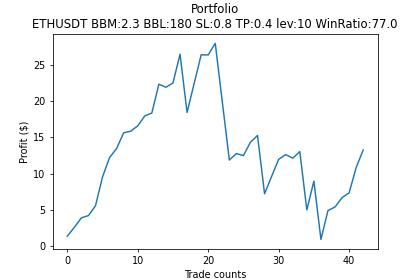 Portfolio
ETHUSDT BBM:2.3 BBL:180 SL:0.8 TP:0.4 lev:10 WinRatio:77.0
Profit ($)
25
20
15
10
5
0
0
10
20
30
40
Trade counts